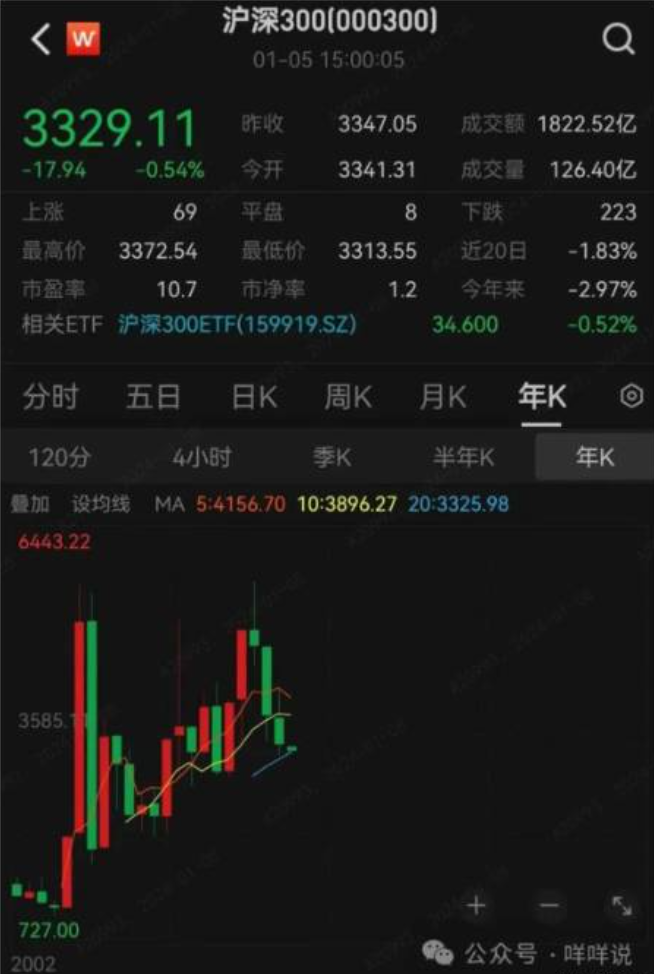 W
沪深300(000300)
01-05 15:00:05
3329.11
昨收 3347.05 成交额 1822.52亿
-17.94 -0.54% 今开 3341.31 成交量 126.40亿
上涨 69 平盘 8 下跌 223
最高价 3372.54 最低价 3313.55 近20日 -1.83%
市盈率 10.7 市净率 1.2 今年来 -2.97%
相关ETF 沪深300ETF(159919.SZ) 34.600 -0.52%
分时 五日 日K 周K 月K 年K
120分 4小时 季K 半年K 年K
叠加 设均线 MA 5:4156.70 10:3896.27 20:3325.98
6443.22
3585.11
727.00
2002
公众号 · 咩咩说